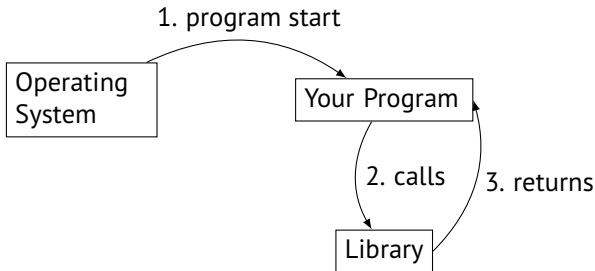 1. program start
Operating
System
Your Program
2. calls
3. returns
Library